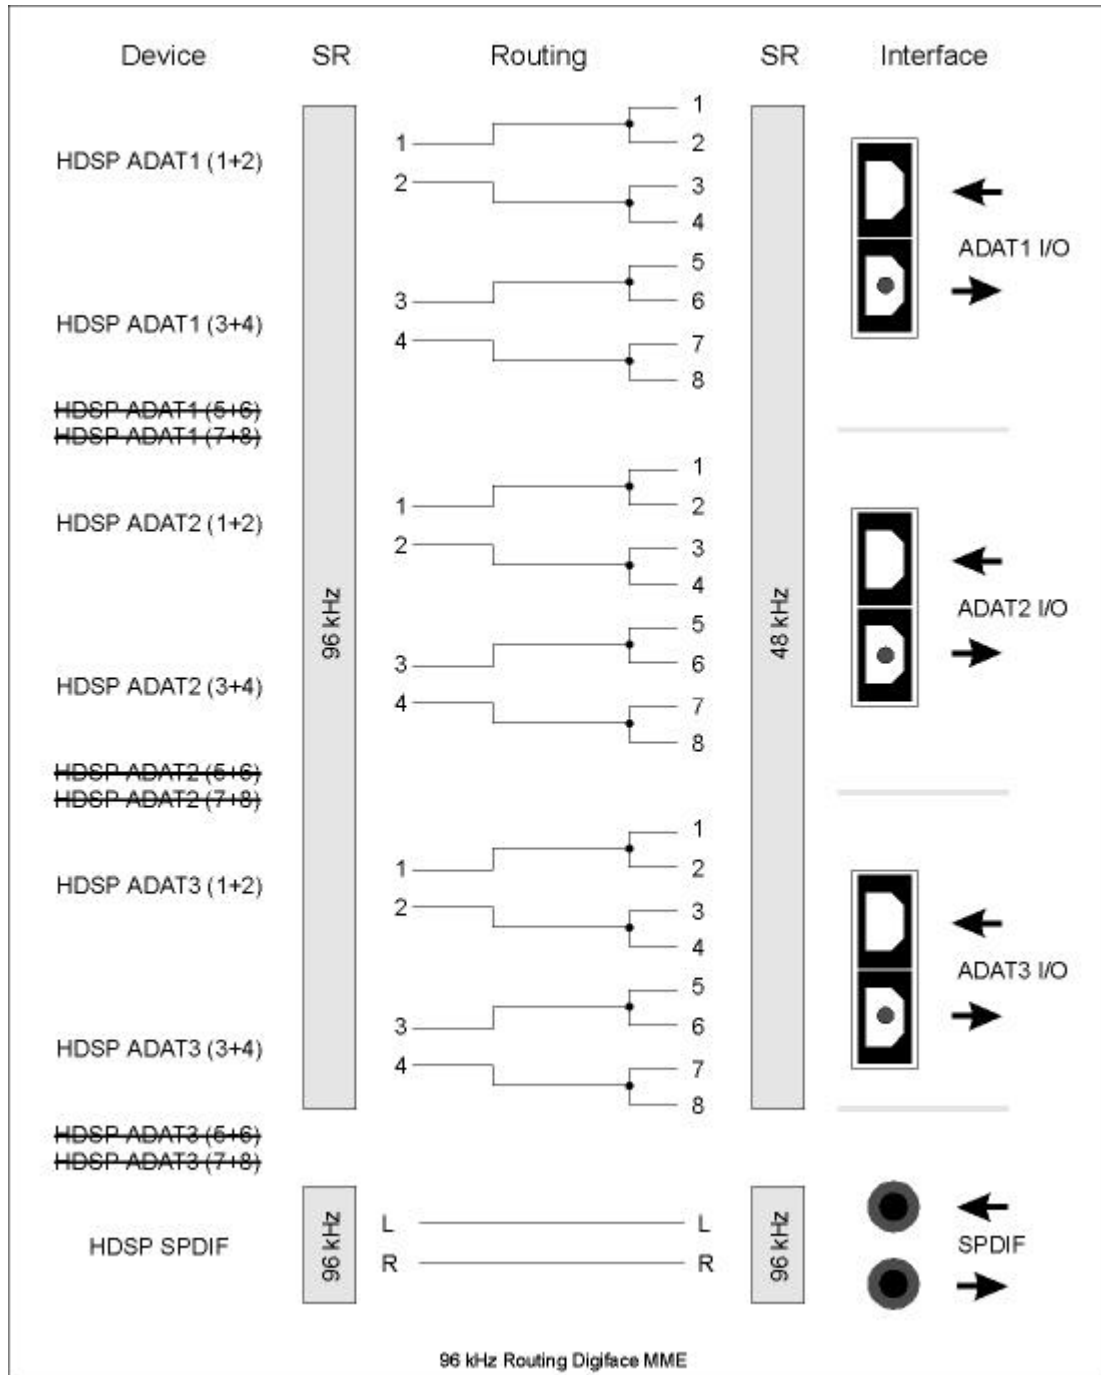 Device SR Routing SR Interface
1
1 2
HDSP ADAT1 (1+2)
2 3
4
ADAT1 I/O
5
3 6
HDSP ADAT1 (3+4)
4 7
8
HDSP ADAT1 (5+6)
HDSP ADAT1 (7+8)
1
1 2
HDSP ADAT2 (1+2)
2 3
4
96 kHz 48 kHz ADAT2 I/O
5
3 6
HDSP ADAT2 (3+4)
4 7
8
HDSP ADAT2 (5+6)
HDSP ADAT2 (7+8)
1
1 2
HDSP ADAT3 (1+2)
2 3
4
ADAT3 I/O
5
3 6
HDSP ADAT3 (3+4)
4 7
8
HDSP ADAT3 (5+6)
HDSP ADAT3 (7+8)
L L
HDSP SPDIF 96 kHz 96 kHz SPDIF
R R
96 kHz Routing Digiface MME